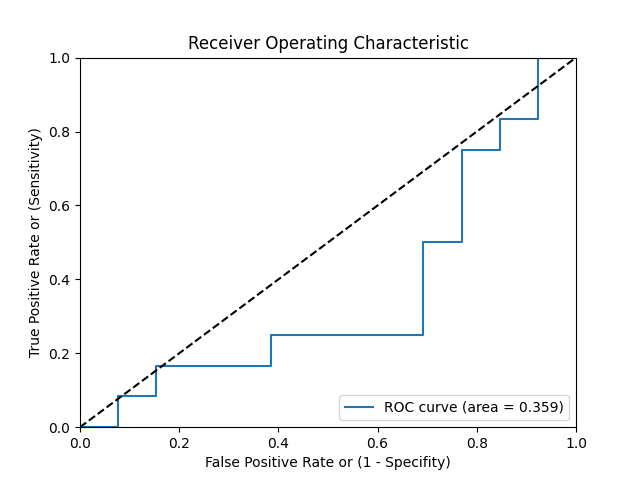 Receiver Operating Characteristic
1.0
0.8
0.6
0.4
0.2
0.0
True Positive Rate or (Sensitivity)
ROC curve (area = 0.359)
0.0 0.2 0.4 0.6 0.8 1.0
False Positive Rate or (1 - Specifity)